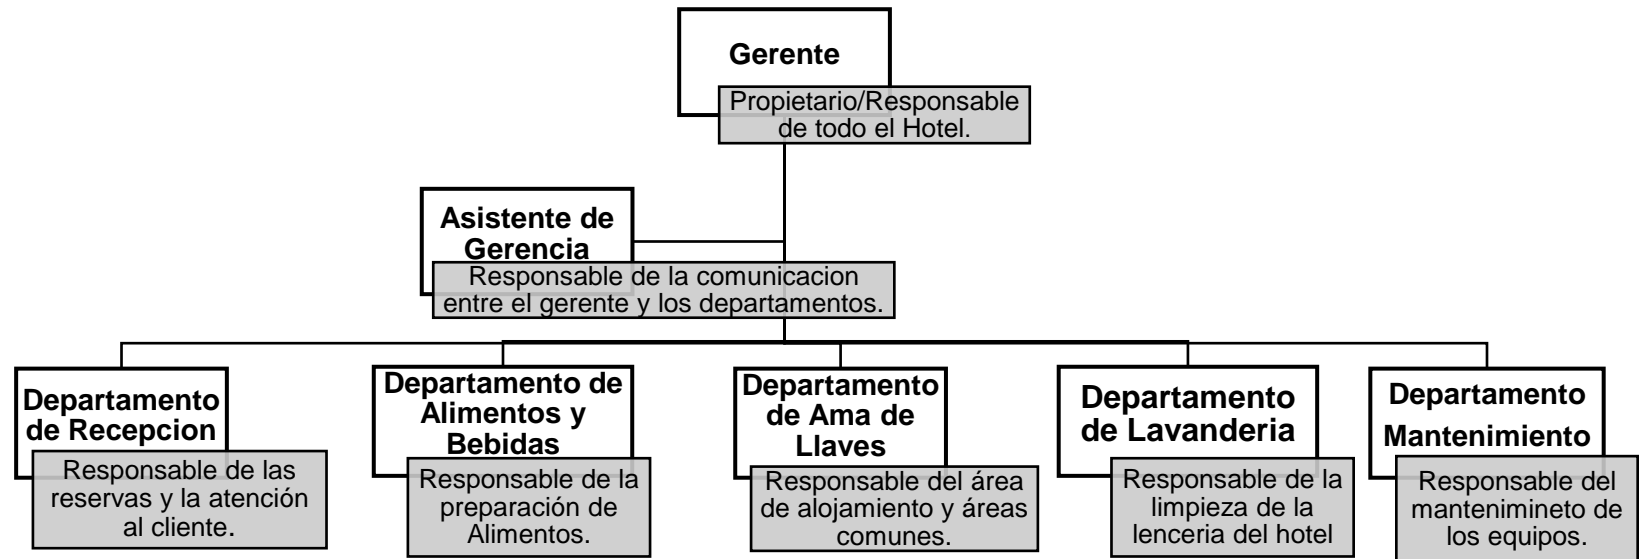 Gerente
Propietario/Responsable
de todo el Hotel.
Asistente de
Gerencia
Responsable de la comunicacion
entre el gerente y los departamentos.
Departamento
de Recepcion
Responsable de las
reservas y la atención
al cliente.
Departamento de
Alimentos y
Bebidas
Responsable de la
preparación de
Alimentos.
Departamento
de Ama de
Llaves
Responsable del área
de alojamiento y áreas
comunes.
Departamento
de Lavanderia
Responsable de la
limpieza de la
lenceria del hotel
Departamento
Mantenimiento
Responsable del
mantenimineto de
los equipos.